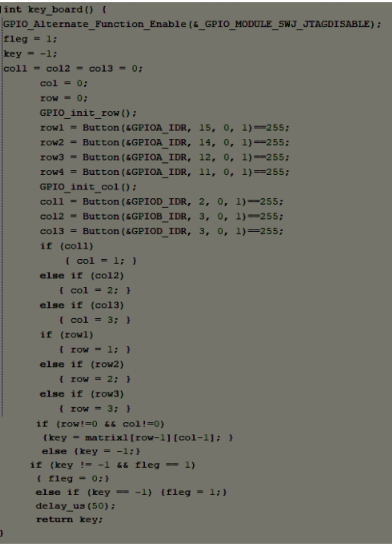 int key_board() {
GPIO_Alternate_Function_Enable(&_GPIO_MODULE_SWJ_JTAGDISABLE);
fleg = 1;
key = -1;
col1 = col2 = col3 = 0;
col = 0;
row = 0;
GPIO_init_row();
row1 = Button(&GPIOA_IDR, 15, 0, 1)==255;
row2 = Button(&GPIOA_IDR, 14, 0, 1)==255;
row3 = Button(&GPIOA_IDR, 12, 0, 1)==255;
row4 = Button(&GPIOA_IDR, 11, 0, 1)==255;
GPIO_init_col();
col1 = Button(&GPIOD_IDR, 2, 0, 1)==255;
col2 = Button(&GPIOB_IDR, 3, 0, 1)==255;
col3 = Button(&GPIOD_IDR, 3, 0, 1)==255;
if (col1)
{ col = 1; }
else if (col2)
{ col = 2; }
else if (col3)
{ col = 3; }
if (row1)
{ row = 1; }
else if (row2)
{ row = 2; }
else if (row3)
{ row = 3; }
if (row!=0 && col!=0)
{key = matrix1[row-1][col-1]; }
else {key = -1;}
if (key != -1 && fleg == 1)
{ fleg = 0;}
else if (key == -1) {fleg = 1;}
delay_us(50);
return key;
}